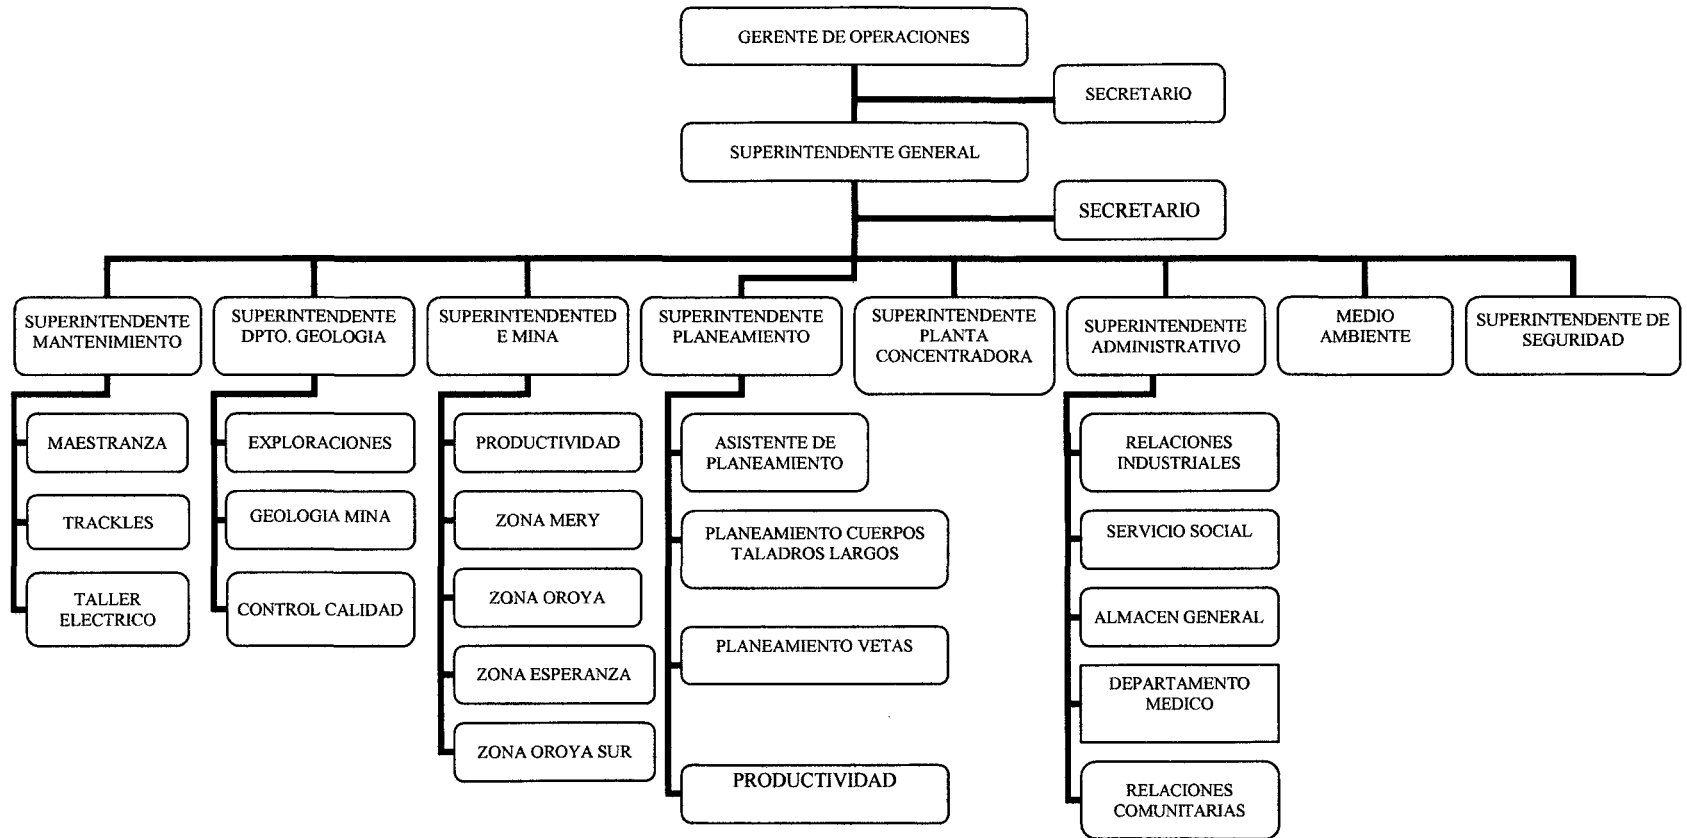 GERENTE DE OPERACIONES
SECRETARIO
SUPERINTENDENTE GENERAL
SECRETARIO
SUPERINTENDENTE
MANTENIMIENTO
SUPERINTENDENTE
DPTO. GEOLOGIA
SUPERINTENDENTED
E MINA
SUPERINTENDENTE
PLANEAMIENTO
SUPERINTENDENTE
PLANTA
CONCENTRADORA
SUPERINTENDENTE
ADMINISTRATIVO
MEDIO
AMBIENTE
SUPERINTENDENTE DE
SEGURIDAD
MAESTRANZA
TRACKLES
TALLER
ELECTRICO
EXPLORACIONES
GEOLOGIA MINA
CONTROL CALIDAD
PRODUCTIVIDAD
ZONA MERY
ZONA OROYA
ZONA ESPERANZA
ZONA OROYA SUR
ASISTENTE DE
PLANEAMIENTO
PLANEAMIENTO CUERPOS
TALADROS LARGOS
PLANEAMIENTO VETAS
PRODUCTIVIDAD
RELACIONES
INDUSTRIALES
SERVICIO SOCIAL
ALMACEN GENERAL
DEPARTAMENTO
MEDICO
RELACIONES
COMUNITARIAS